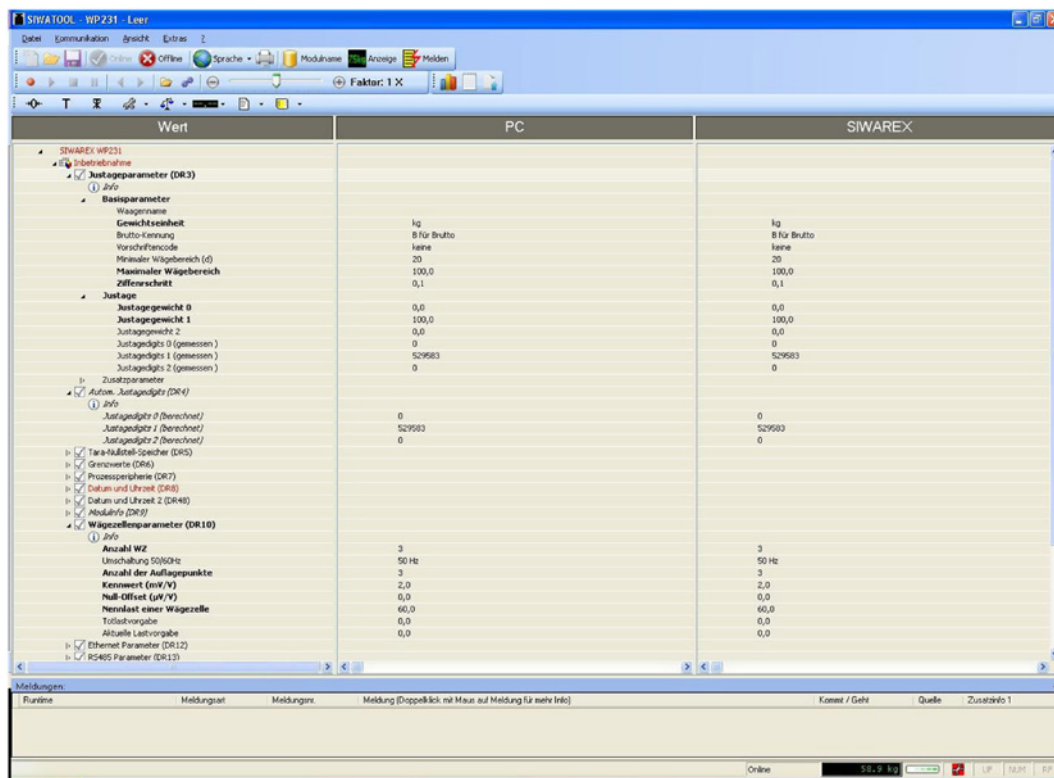 SIWATOOL - WP231 - Leer
Datei Kommunikation Ansicht Extras ?
Online Offline Sprache Modulname Anzeige Melden
Faktor: 1 X
T
Wert PC SIWAREX
SIWAREX WP231
Inbetriebnahme
Justageparameter (DR3)
Info
Basisparameter
Waagenname
Gewichtseinheit kg kg
Brutto-Kennung B für Brutto B für Brutto
Vorschriftencode keine keine
Minimaler Wägebereich (d) 20 20
Maximaler Wägebereich 100,0 100,0
Ziffernschritt 0,1 0,1
Justage
Justagegewicht 0 0,0 0,0
Justagegewicht 1 100,0 100,0
Justagegewicht 2 0,0 0,0
Justagedigits 0 (gemessen ) 0 0
Justagedigits 1 (gemessen ) 529583 529583
Justagedigits 2 (gemessen ) 0 0
Zusatzparameter
Autom. Justagedigits (DR4)
Info
Justagedigits 0 (berechnet) 0 0
Justagedigits 1 (berechnet) 529583 529583
Justagedigits 2 (berechnet) 0 0
Tara-Nullstell-Speicher (DR5)
Grenzwerte (DR6)
Prozessperipherie (DR7)
Datum und Uhrzeit (DR8)
Datum und Uhrzeit 2 (DR48)
Modulinfo (DR9)
Wägezellenparameter (DR10)
Info
Anzahl WZ 3 3
Umschaltung 50/60Hz 50 Hz 50 Hz
Anzahl der Auflagepunkte 3 3
Kennwert (mV/V) 2,0 2,0
Null-Offset (µV/V) 0,0 0,0
Nennlast einer Wägezelle 60,0 60,0
Totlastvorgabe 0,0 0,0
Aktuelle Lastvorgabe 0,0 0,0
Ethernet Parameter (DR12)
RS485 Parameter (DR13)
Meldungen:
Runtime Meldungsart Meldungsnr. Meldung (Doppelklick mit Maus auf Meldung für mehr Info) Kommt / Geht Quelle Zusatzinfo 1
Online 58.9 kg UF NUM RF